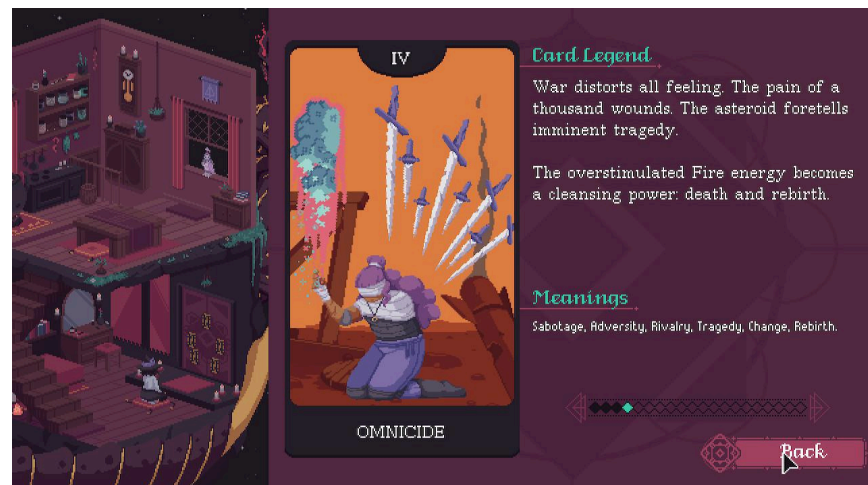 IV
OMNICIDE
Card Legend
War distorts all feeling. The pain of a
thousand wounds. The asteroid foretells
imminent tragedy.
The overstimulated Fire energy becomes
a cleansing power: death and rebirth.
Meanings
Sabotage, Adversity, Rivalry, Tragedy, Change, Rebirth.
Back